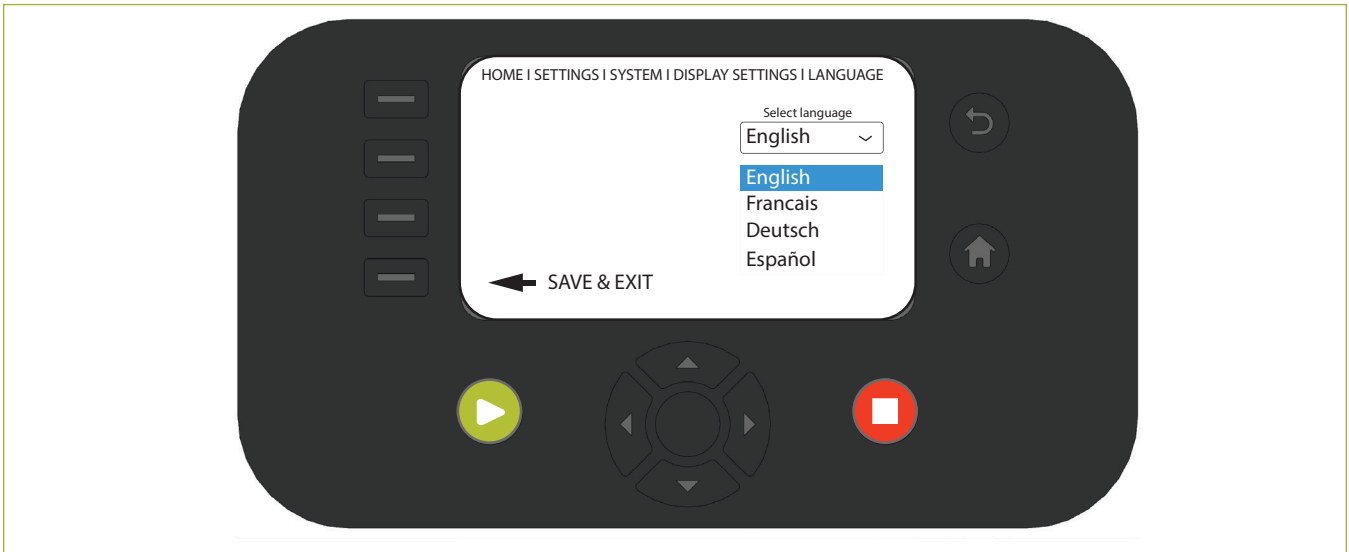 HOME I SETTINGS I SYSTEM I DISPLAY SETTINGS I LANGUAGE
Select language
English
English
Francais
Deutsch
Español
SAVE & EXIT